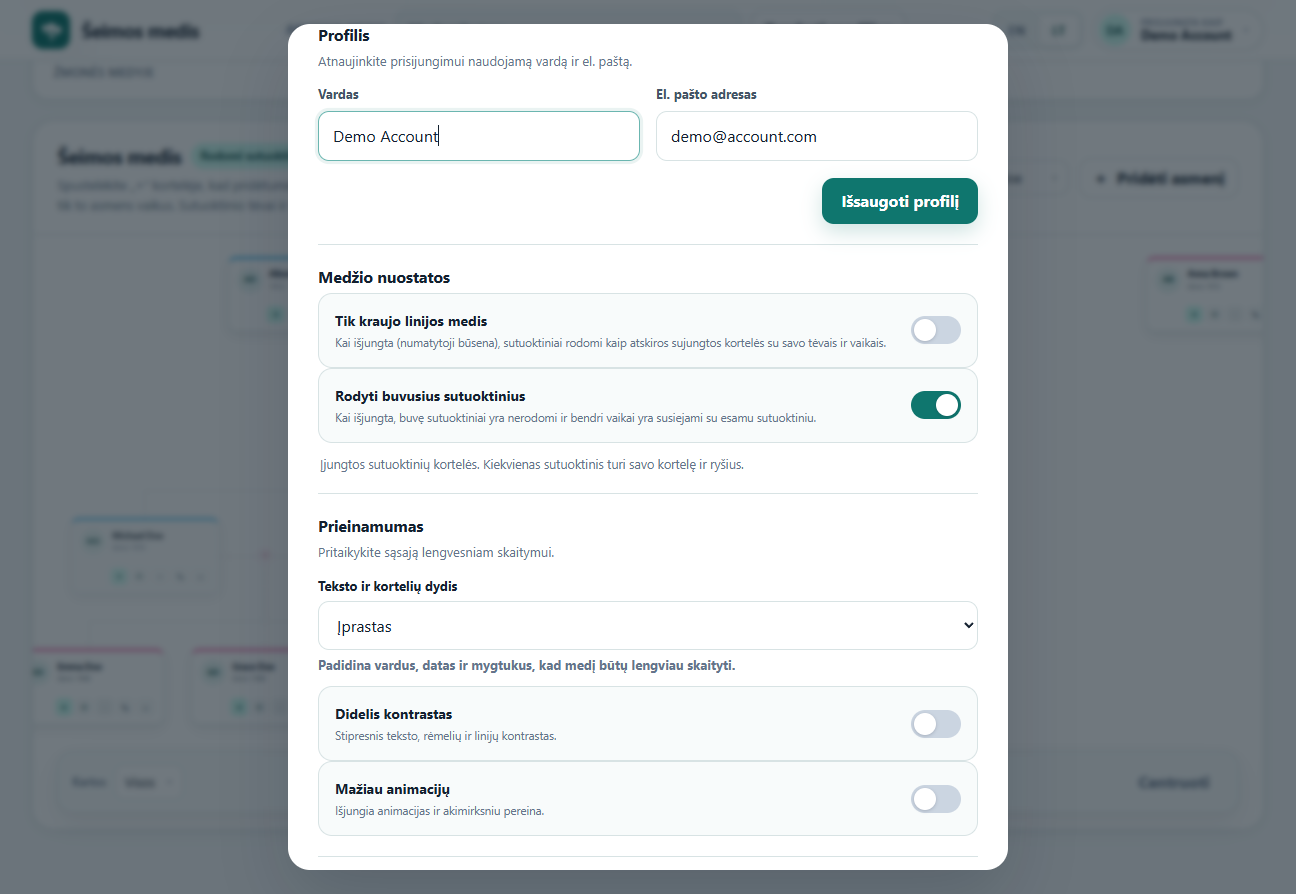 Šeimos medis
Demo Account
Profilis
Atnaujinkite prisijungimui naudojamą vardą ir el. paštą.
Vardas
El. pašto adresas
Demo Account
demo@account.com
Išsaugoti profilį
Šeimos medis
Pridėti asmenį
Medžio nuostatos
Tik kraujo linijos medis
Kai išjungta (numatytoji būsena), sutuoktiniai rodomi kaip atskiros sujungtos kortelės su savo tėvais ir vaikais.
Rodyti buvusius sutuoktinius
Kai išjungta, buvę sutuoktiniai yra nerodomi ir bendri vaikai yra susiejami su esamu sutuoktiniu.
Įjungtos sutuoktinių kortelės. Kiekvienas sutuoktinis turi savo kortelę ir ryšius.
Prieinamumas
Pritaikykite sąsają lengvesniam skaitymui.
Teksto ir kortelių dydis
Įprastas
Padidina vardus, datas ir mygtukus, kad medį būtų lengviau skaityti.
Didelis kontrastas
Stipresnis teksto, rėmelių ir linijų kontrastas.
Mažiau animacijų
Išjungia animacijas ir akimirksniu pereina.
Centruoti